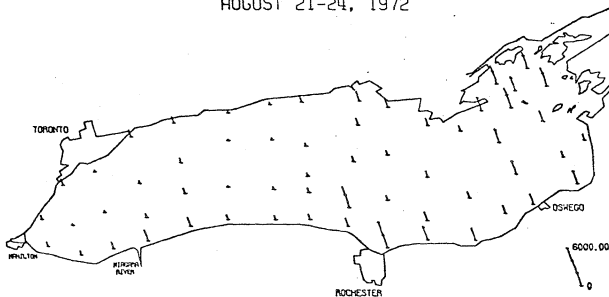 AUGUST 21-24, 1972
TORONTO
OSWEGO
HAMILTON
NIAGARA
RIVER
6000.00
0
ROCHESTER